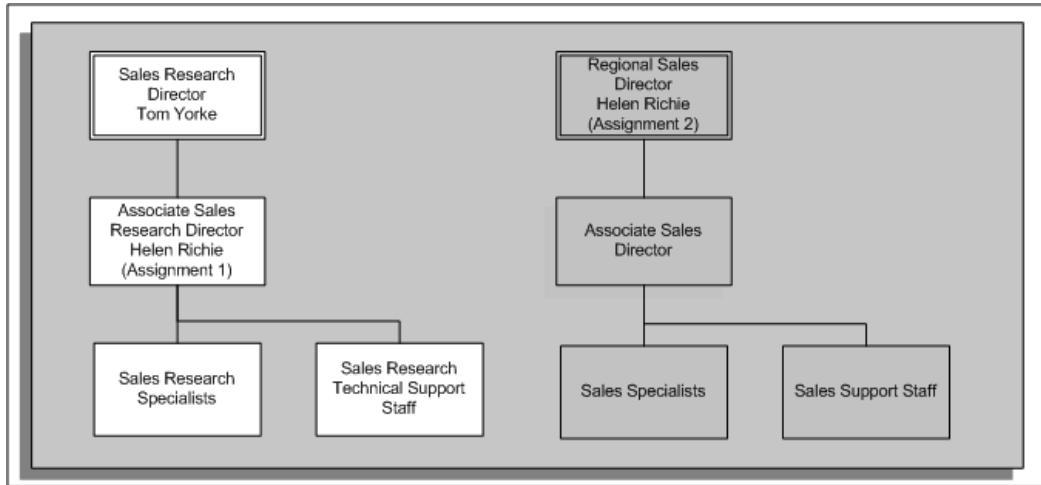 Sales Research
Director
Tom Yorke
Regional Sales
Director
Helen Richie
(Assignment 2)
Associate Sales
Research Director
Helen Richie
(Assignment 1)
Associate Sales
Director
Sales Research
Specialists
Sales Research
Technical Support
Staff
Sales Specialists
Sales Support Staff